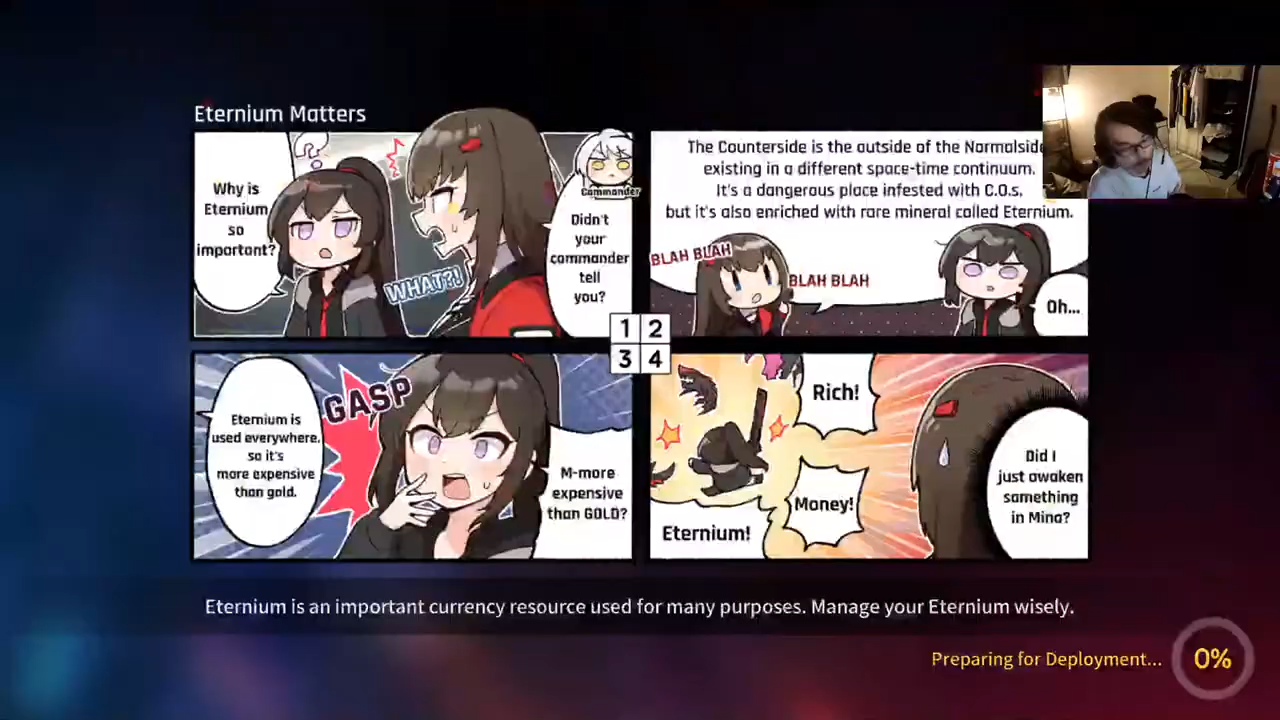 Eternium Matters
Why is
Eternium
so
important?
WHAT?!
Commander
Didn't
your
commander
tell
you?
The Counterside is the outside of the Normalside
existing in a different space-time continuum.
It's a dangerous place infested with C.O.s,
but it's also enriched with rare mineral called Eternium.
BLAH BLAH
BLAH BLAH
Oh...
1 2
3 4
Eternium is
used everywhere,
so it's
more expensive
than gold.
GASP
M-more
expensive
than GOLD?
Rich!
Money!
Eternium!
Did I
just awaken
something
in Mina?
Eternium is an important currency resource used for many purposes. Manage your Eternium wisely.
Preparing for Deployment...
0%